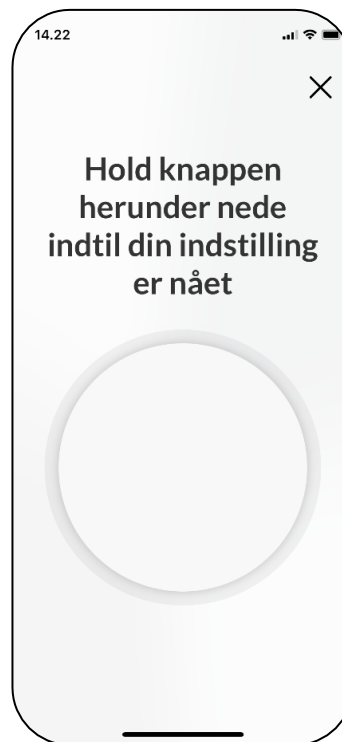 14.22
Hold knappen
herunder nede
indtil din indstilling
er nået